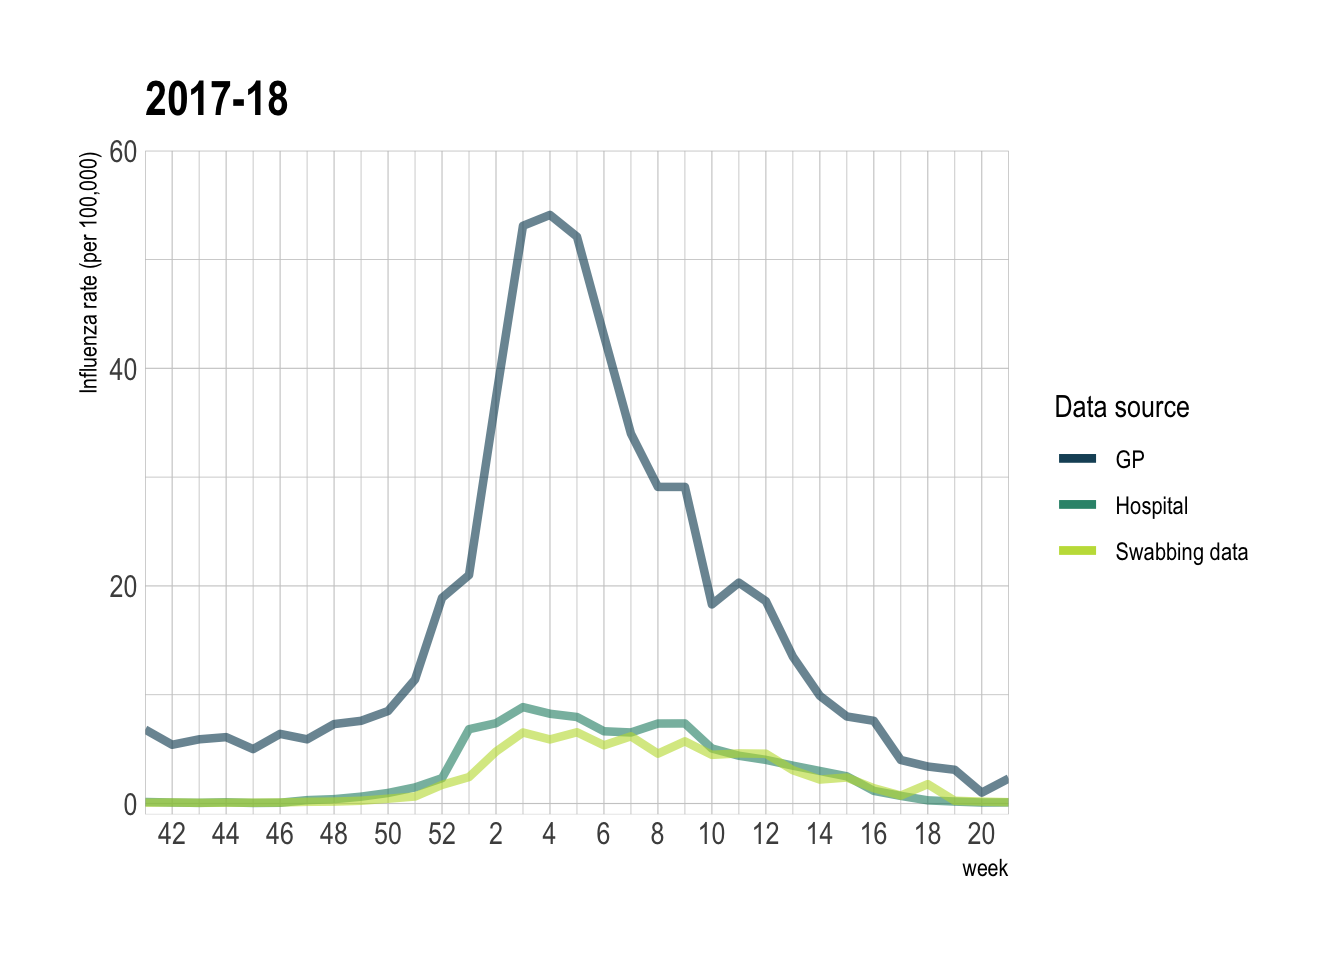 2017-18
Influenza rate (per 100,000)
60
40
20
0
42 44 46 48 50 52 2 4 6 8 10 12 14 16 18 20
week
Data source
GP
Hospital
Swabbing data